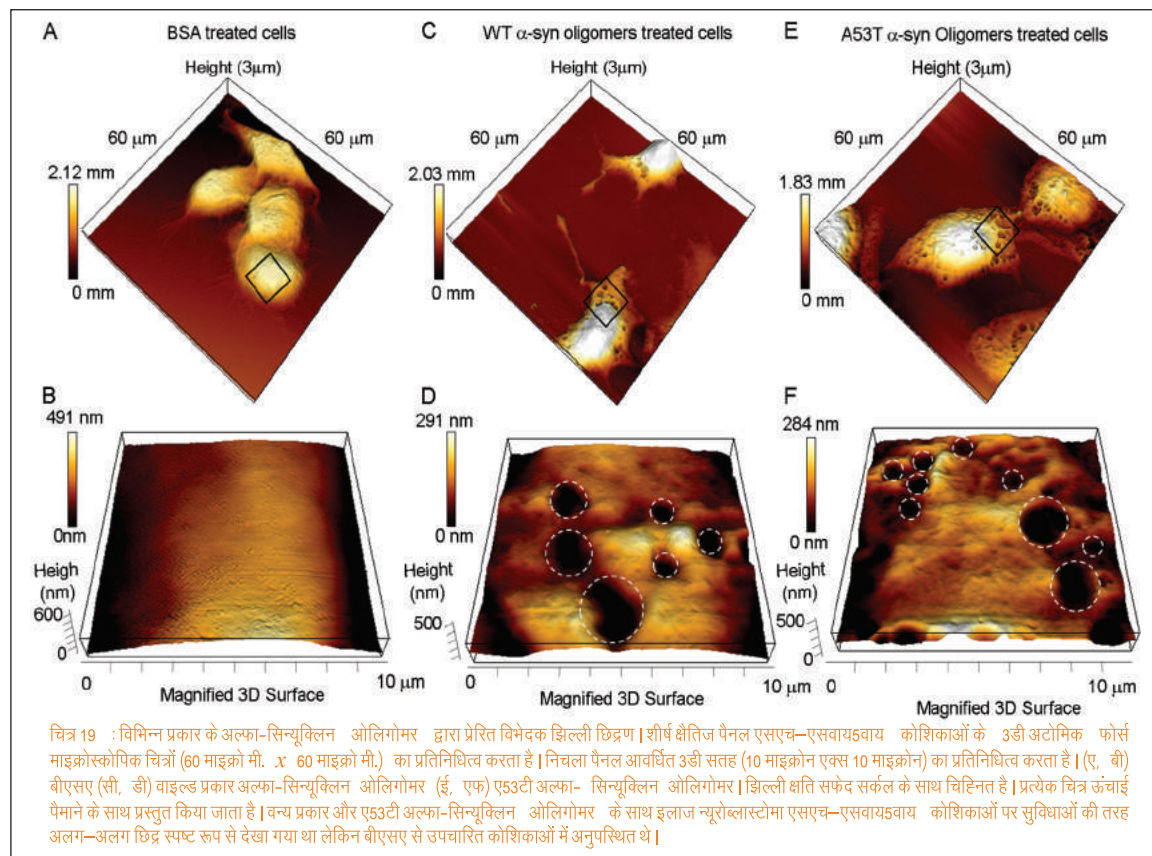 A
BSA treated cells
Height (3µm)
60 µm
60 µm
2.12 mm
0 mm
C
WT α-syn oligomers treated cells
Height (3µm)
60 µm
60 µm
2.03 mm
0 mm
E
A53T α-syn Oligomers treated cells
Height (3µm)
60 µm
60 µm
1.83 mm
0 mm
B
491 nm
0nm
Heigh
(nm)
600
0
0
10 µm
Magnified 3D Surface
D
291 nm
0nm
Height
(nm)
500
0
10 µm
Magnified 3D Surface
F
284 nm
0 nm
Height
(nm)
500
0
10 µm
Magnified 3D Surface
चित्र 19 : विभिन्न प्रकार के अल्फा-सिन्यूक्लिन ओलिगोमर द्वारा प्रेरित विभेदक झिल्ली छिद्रण | शीर्ष क्षैतिज पैनल एसएच-एसवाय5वाय कोशिकाओं के 3डी अटोमिक फोर्स
माइक्रोस्कोपिक चित्रों (60 माइक्रो मी. x 60 माइक्रो मी.) का प्रतिनिधित्व करता है | निचला पैनल आवर्धित 3डी सतह (10 माइक्रोन एक्स 10 माइक्रोन) का प्रतिनिधित्व करता है | (ए, बी)
बीएसए (सी, डी) वाइल्ड प्रकार अल्फा-सिन्यूक्लिन ओलिगोमर (ई, एफ) ए53टी अल्फा- सिन्यूक्लिन ओलिगोमर | झिल्ली क्षति सफेद सर्कल के साथ चिह्नित है | प्रत्येक चित्र ऊंचाई
पैमाने के साथ प्रस्तुत किया जाता है | वन्य प्रकार और ए53टी अल्फा-सिन्यूक्लिन ओलिगोमर के साथ इलाज न्यूरोब्लास्टोमा एसएच-एसवाय5वाय कोशिकाओं पर सुविधाओं की तरह
अलग-अलग छिद्र स्पष्ट रूप से देखा गया था लेकिन बीएसए से उपचारित कोशिकाओं में अनुपस्थित थे |